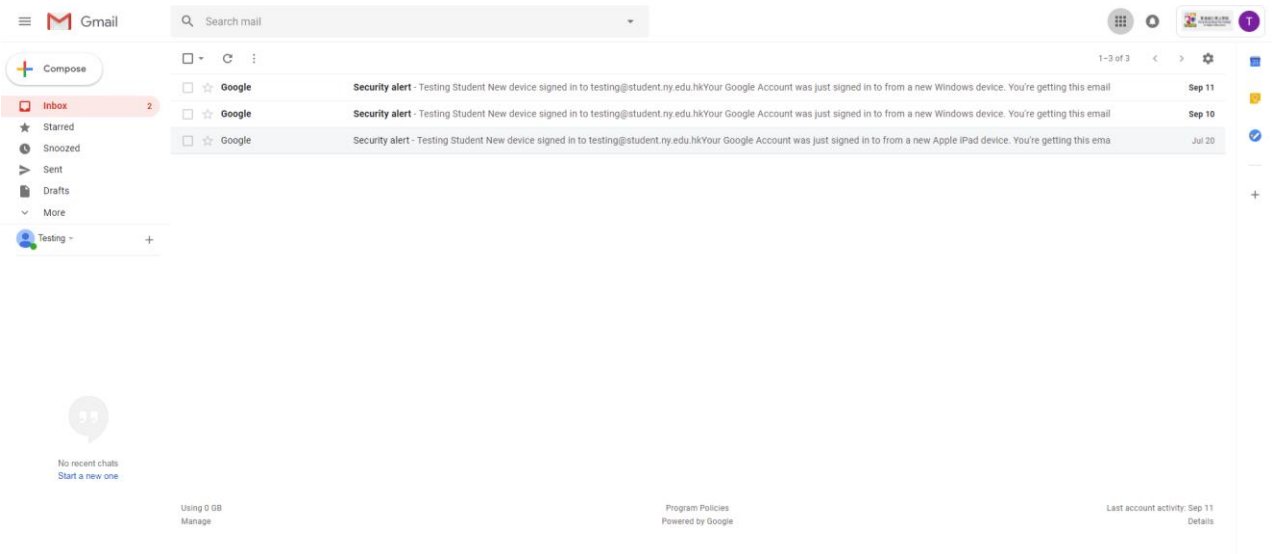 Gmail
Search mail
Compose
1–3 of 3
Inbox 2
Starred
Snoozed
Sent
Drafts
More
Testing
Google Security alert - Testing Student New device signed in to testing@student.ny.edu.hkYour Google Account was just signed in to from a new Windows device. You're getting this email Sep 11
Google Security alert - Testing Student New device signed in to testing@student.ny.edu.hkYour Google Account was just signed in to from a new Windows device. You're getting this email Sep 10
Google Security alert - Testing Student New device signed in to testing@student.ny.edu.hkYour Google Account was just signed in to from a new Apple iPad device. You're getting this ema Jul 20
T
No recent chats
Start a new one
Using 0 GB
Manage
Program Policies
Powered by Google
Last account activity: Sep 11
Details